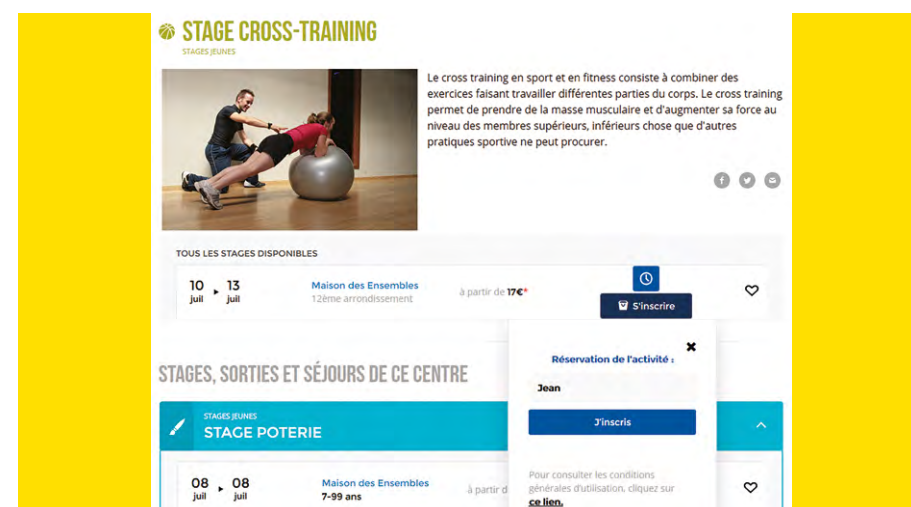 STAGE CROSS-TRAINING
STAGES JEUNES
Le cross training en sport et en fitness consiste à combiner des
exercices faisant travailler différentes parties du corps. Le cross training
permet de prendre de la masse musculaire et d'augmenter sa force au
niveau des membres supérieurs, inférieurs chose que d'autres
pratiques sportive ne peut procurer.
TOUS LES STAGES DISPONIBLES
10 juil ▸ 13 juil
Maison des Ensembles
12ème arrondissement
à partir de 17€*
S'inscrire
Réservation de l'activité :
Jean
J'inscris
Pour consulter les conditions
générales d'utilisation, cliquez sur
ce lien.
STAGES, SORTIES ET SÉJOURS DE CE CENTRE
STAGES JEUNES
STAGE POTERIE
08 juil ▸ 08 juil
Maison des Ensembles
7-99 ans
à partir d